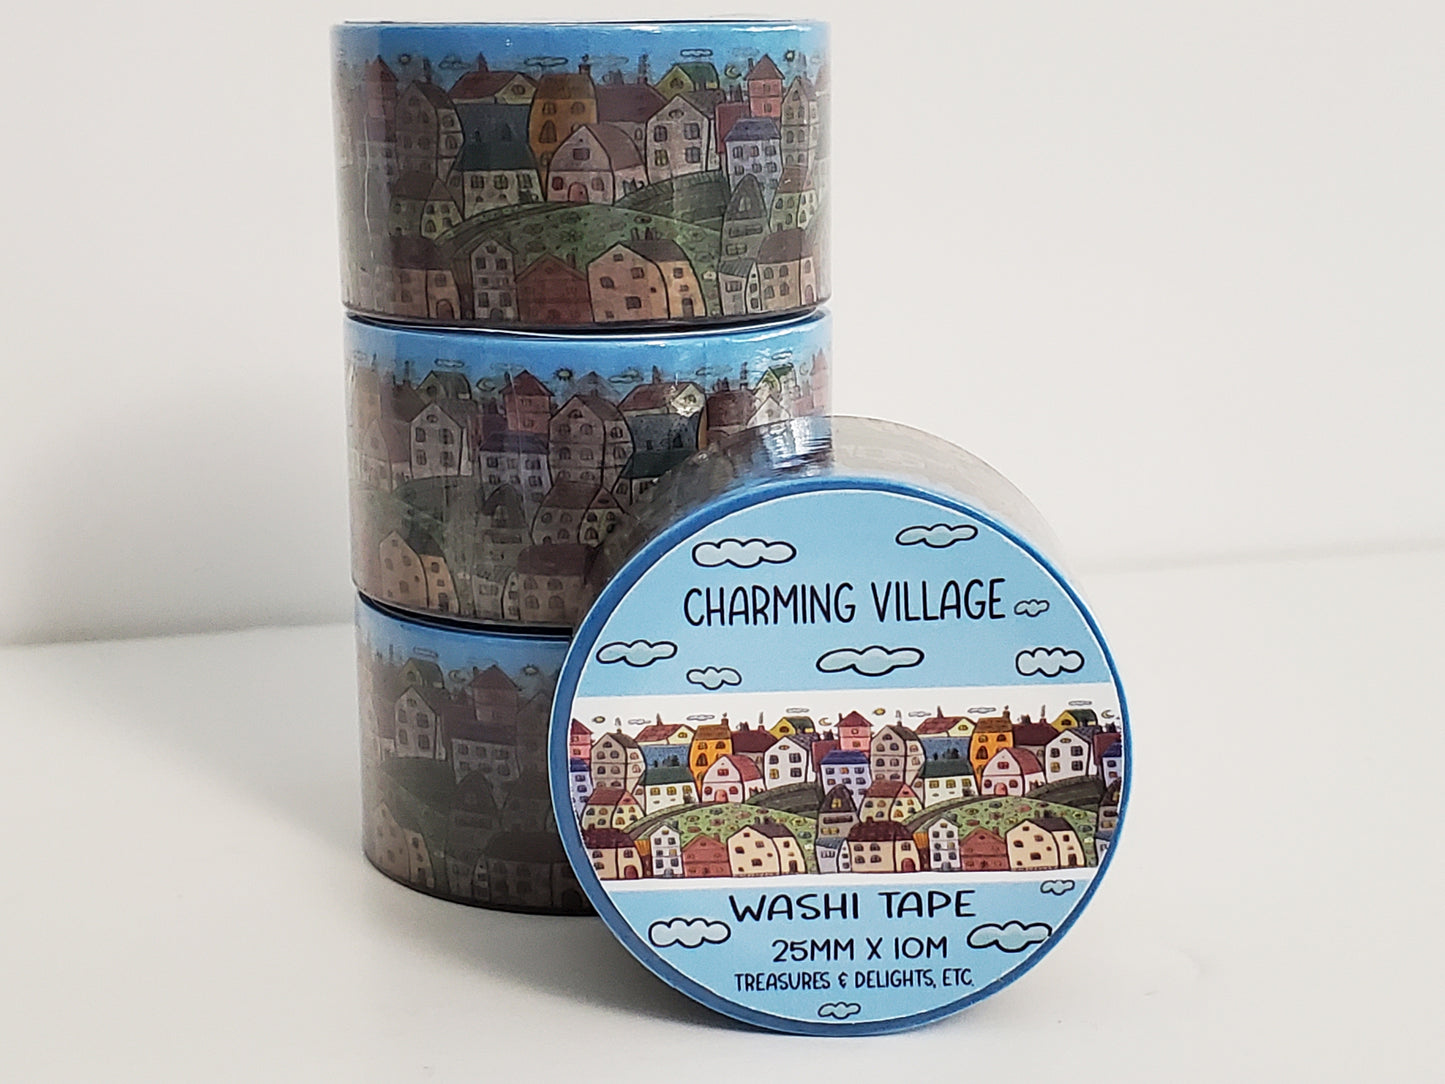 CHARMING VILLAGE
WASHI TAPE
25MM X 10M
TREASURES & DELIGHTS, ETC.